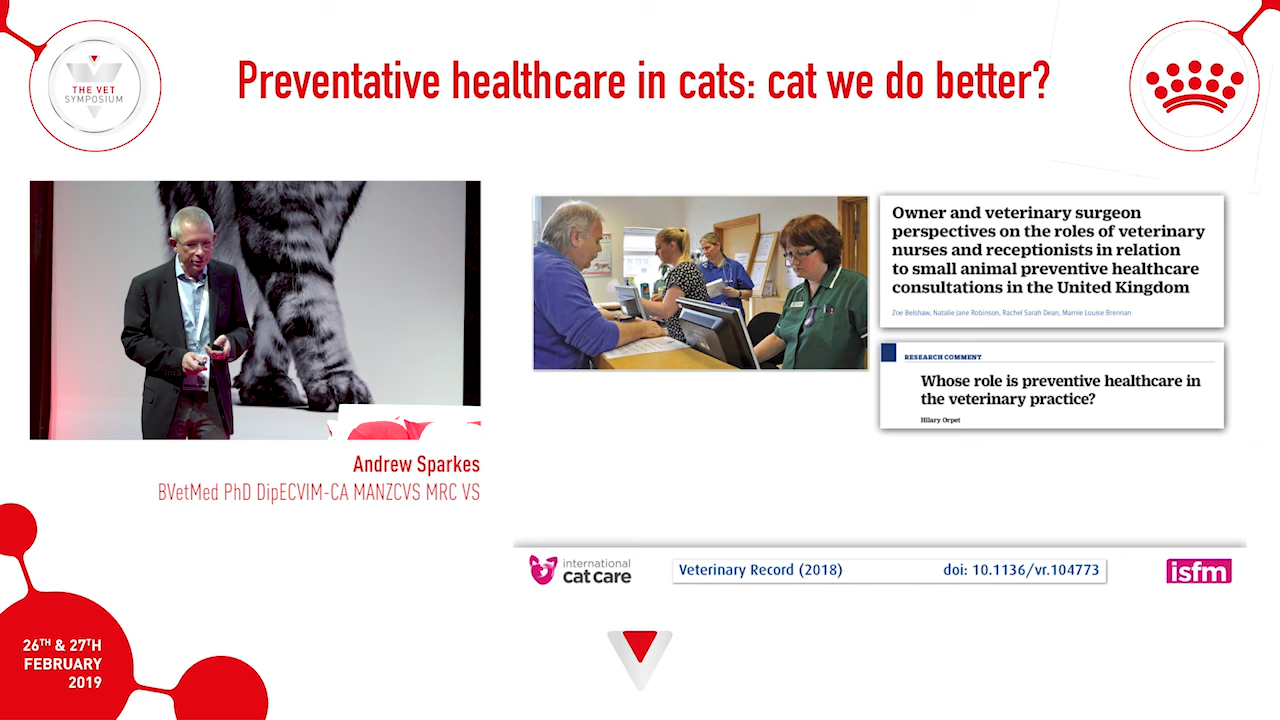 Preventative healthcare in cats: cat we do better?
THE VET
SYMPOSIUM
Owner and veterinary surgeon
perspectives on the roles of veterinary
nurses and receptionists in relation
to small animal preventive healthcare
consultations in the United Kingdom
Zoe Belshaw, Natalie Jane Robinson, Rachel Sarah Dean, Marnie Louise Brennan
RESEARCH COMMENT
Whose role is preventive healthcare in
the veterinary practice?
Hilary Orpet
Andrew Sparkes
BVetMed PhD DipECVIM-CA MANZCVS MRC VS
international
cat care
Veterinary Record (2018) doi: 10.1136/vr.104773
isfm
26TH & 27TH
FEBRUARY
2019